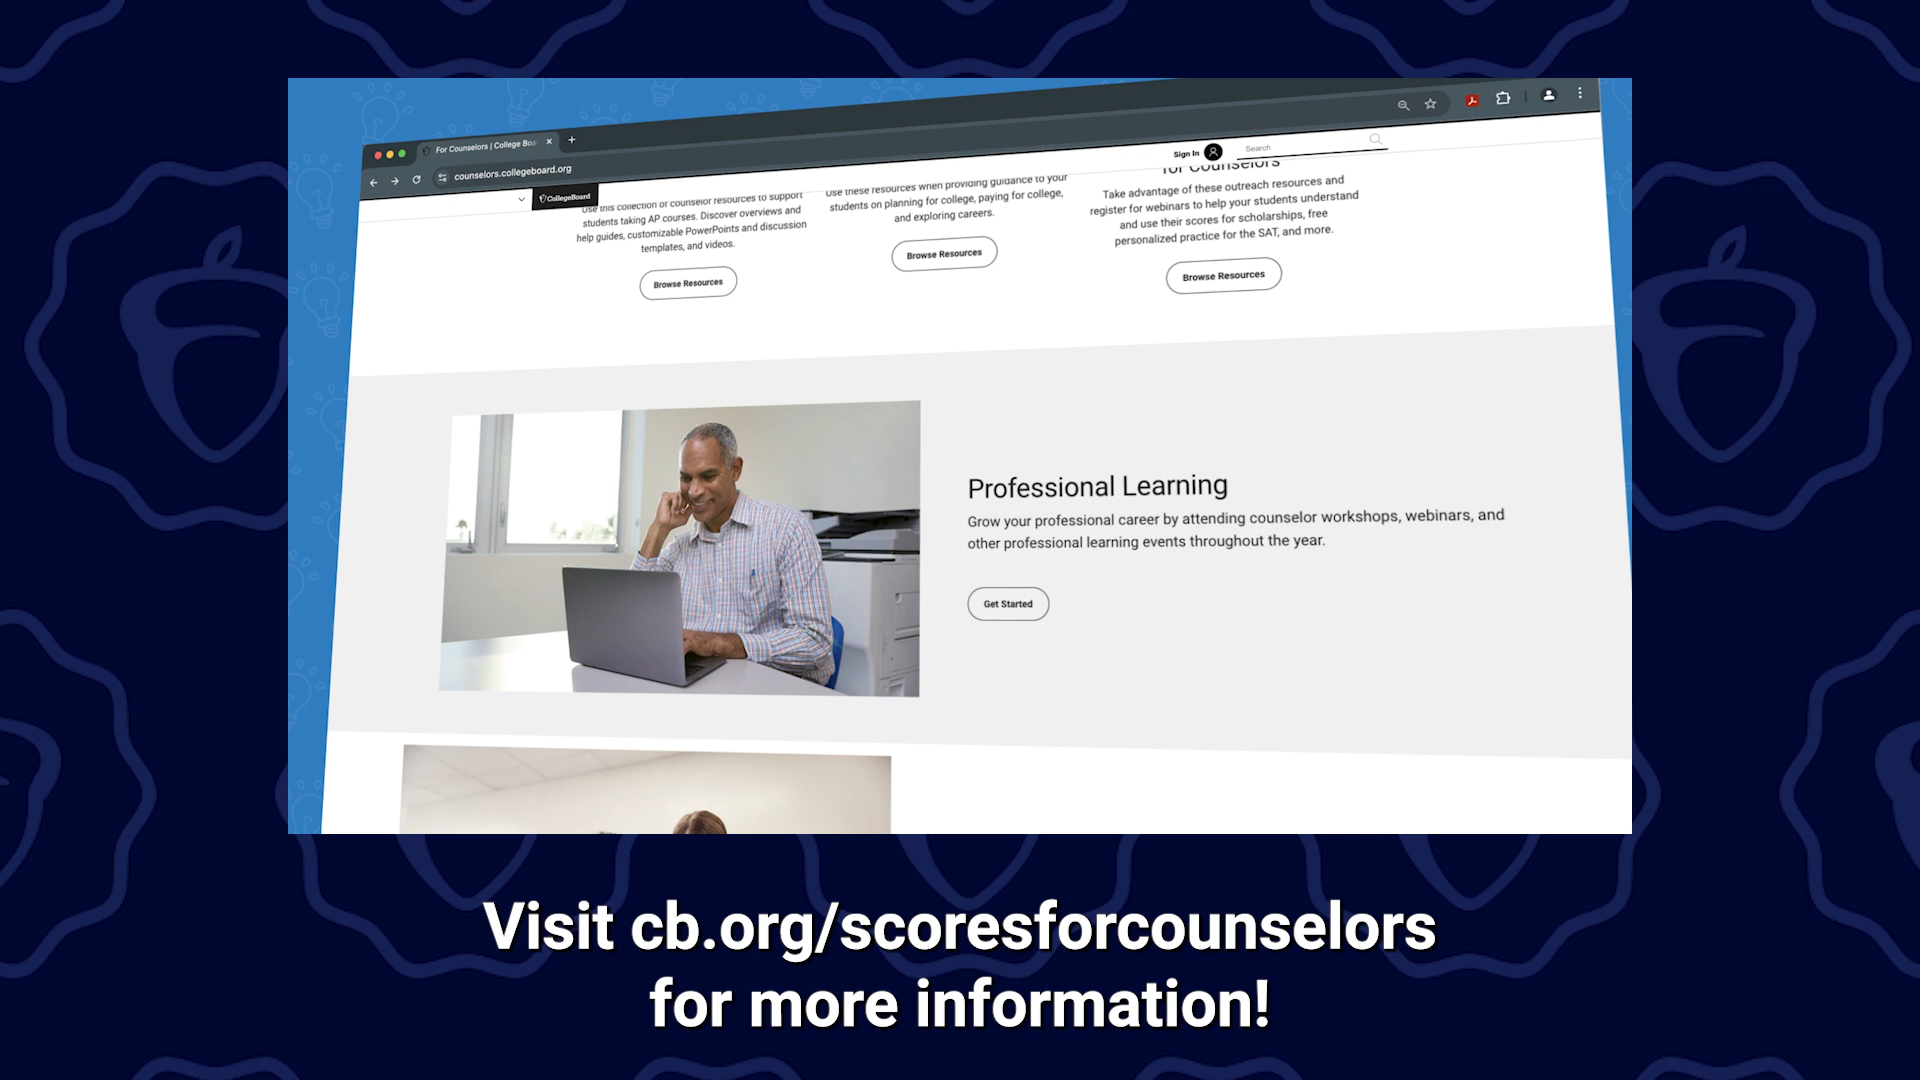 For Counselors | College Boa
counselors.collegeboard.org
Sign In
Search
CollegeBoard
for Counselors
Use this collection of counselor resources to support
students taking AP courses. Discover overviews and
help guides, customizable PowerPoints and discussion
templates, and videos.
Browse Resources
Use these resources when providing guidance to your
students on planning for college, paying for college,
and exploring careers.
Browse Resources
Take advantage of these outreach resources and
register for webinars to help your students understand
and use their scores for scholarships, free
personalized practice for the SAT, and more.
Browse Resources
Professional Learning
Grow your professional career by attending counselor workshops, webinars, and
other professional learning events throughout the year.
Get Started
Visit cb.org/scoresforcounselors
for more information!